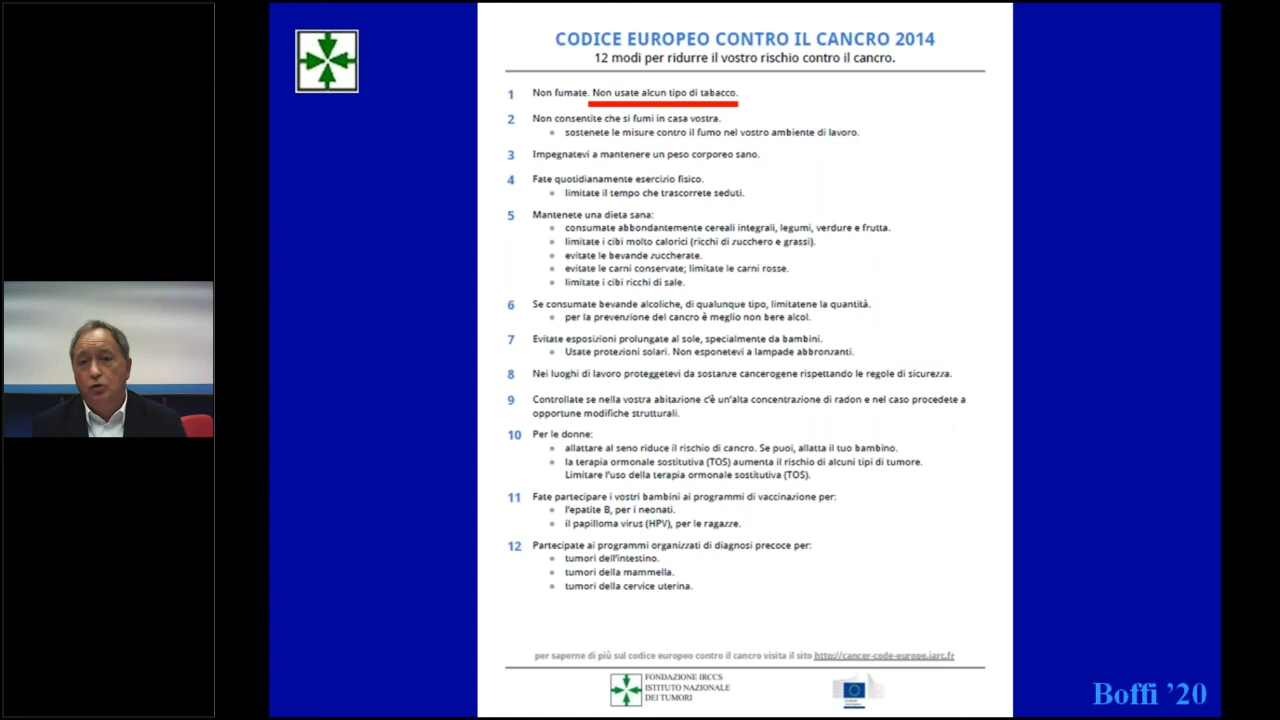 CODICE EUROPEO CONTRO IL CANCRO 2014
12 modi per ridurre il vostro rischio contro il cancro.
1 Non fumate. Non usate alcun tipo di tabacco.
2 Non consentite che si fumi in casa vostra.
• sostenete le misure contro il fumo nel vostro ambiente di lavoro.
3 Impegnatevi a mantenere un peso corporeo sano.
4 Fate quotidianamente esercizio fisico.
• limitate il tempo che trascorrete seduti.
5 Mantenete una dieta sana:
• consumate abbondantemente cereali integrali, legumi, verdure e frutta.
• limitate i cibi molto calorici (ricchi di zucchero e grassi).
• evitate le bevande zuccherate.
• evitate le carni conservate; limitate le carni rosse.
• limitate i cibi ricchi di sale.
6 Se consumate bevande alcoliche, di qualunque tipo, limitatene la quantità.
• per la prevenzione del cancro è meglio non bere alcol.
7 Evitate esposizioni prolungate al sole, specialmente da bambini.
• Usate protezioni solari. Non esponetevi a lampade abbronzanti.
8 Nei luoghi di lavoro proteggetevi da sostanze cancerogene rispettando le regole di sicurezza.
9 Controllate se nella vostra abitazione c'è un'alta concentrazione di radon e nel caso procedete a
opportune modifiche strutturali.
10 Per le donne:
• allattare al seno riduce il rischio di cancro. Se puoi, allatta il tuo bambino.
• la terapia ormonale sostitutiva (TOS) aumenta il rischio di alcuni tipi di tumore.
Limitare l'uso della terapia ormonale sostitutiva (TOS).
11 Fate partecipare i vostri bambini ai programmi di vaccinazione per:
• l'epatite B, per i neonati.
• il papilloma virus (HPV), per le ragazze.
12 Partecipate ai programmi organizzati di diagnosi precoce per:
• tumori dell'intestino.
• tumori della mammella.
• tumori della cervice uterina.
per saperne di più sul codice europeo contro il cancro visita il sito http://cancer-code-europe.iarc.fr
FONDAZIONE IRCCS
ISTITUTO NAZIONALE
DEI TUMORI
Boffi '20